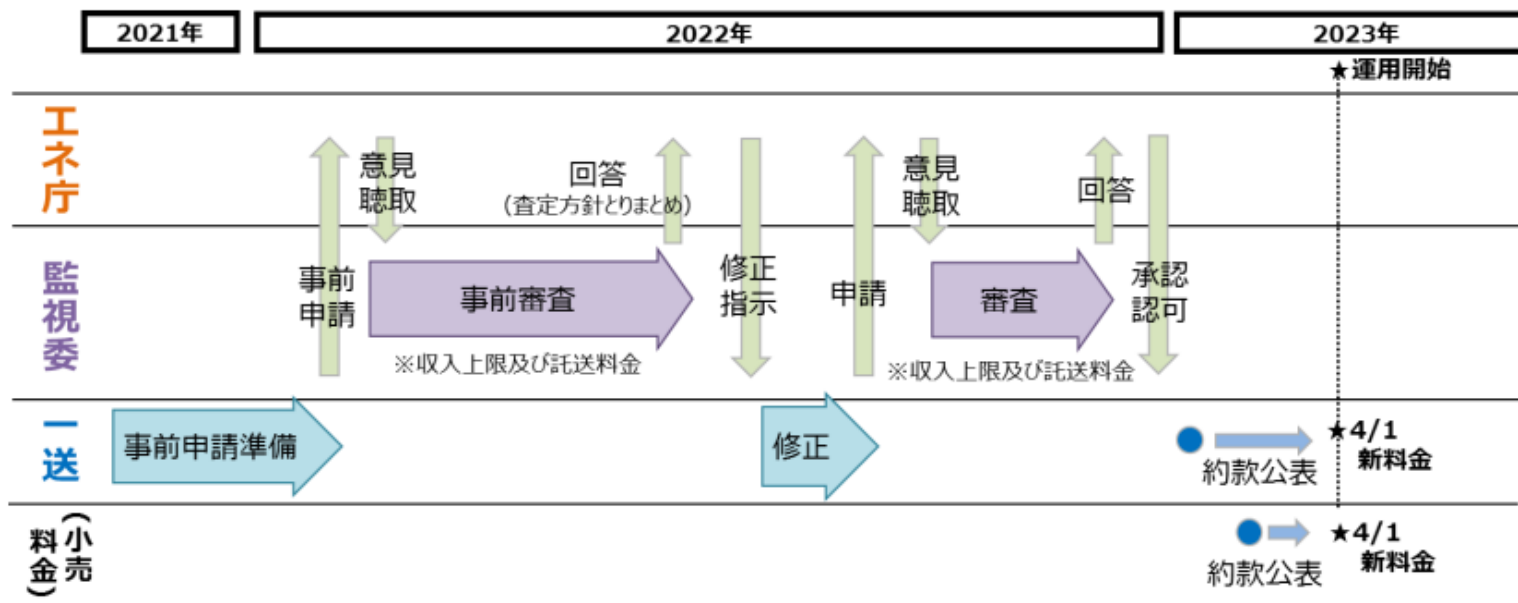 2021年
2022年
2023年
★運用開始
エネ庁
意見
聴取
回答
(査定方針とりまとめ)
意見
聴取
回答
監視委
事前
申請
事前審査
※収入上限及び託送料金
修正
指示
申請
審査
※収入上限及び託送料金
承認
認可
一送
事前申請準備
修正
約款公表
★4/1
新料金
(小売
料金)
約款公表
★4/1
新料金